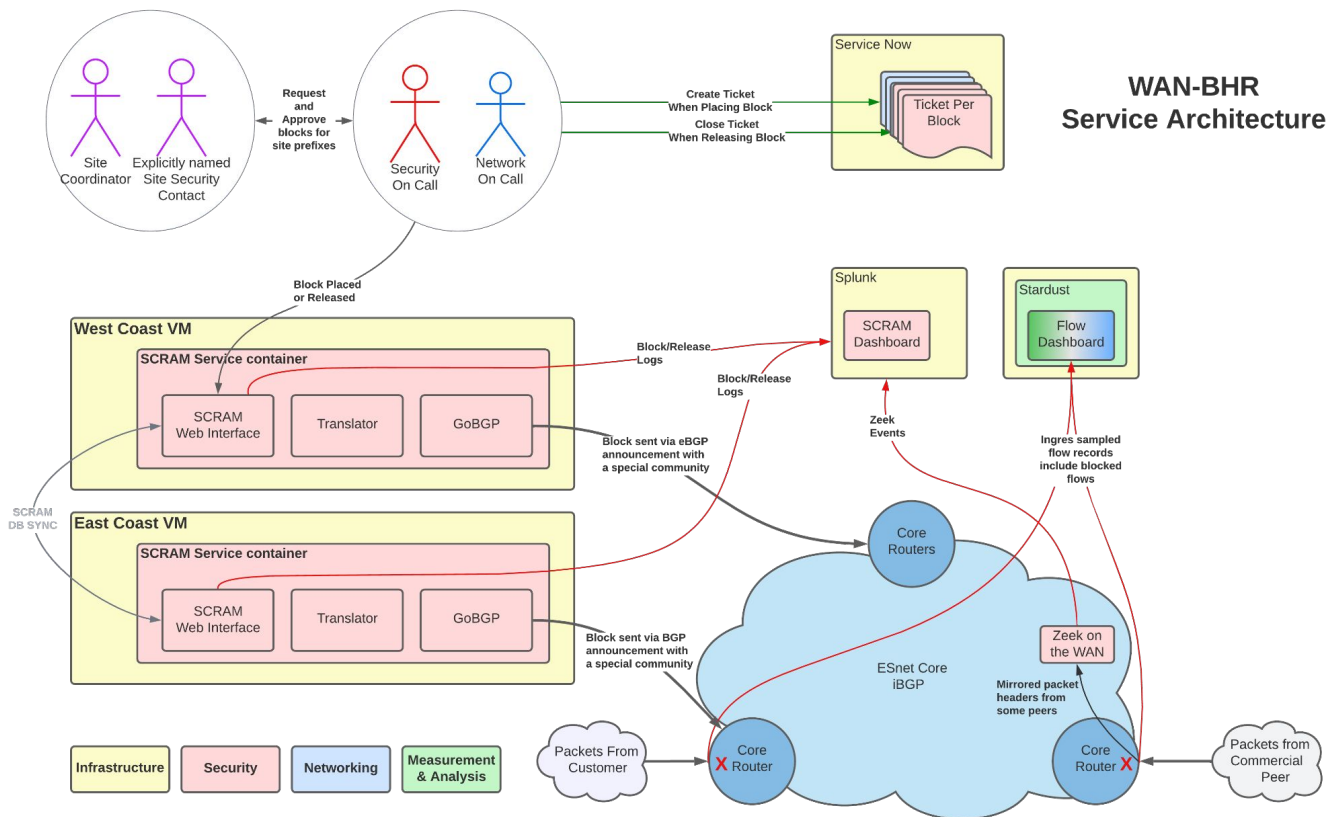 WAN-BHR
Service Architecture
Site
Coordinator
Explicitly named
Site Security
Contact
Request
and
Approve
blocks for
site prefixes
Security
On Call
Network
On Call
Create Ticket
When Placing Block
Close Ticket
When Releasing Block
Service Now
Ticket Per
Block
Block Placed
or Released
West Coast VM
SCRAM Service container
SCRAM
Web Interface
Translator
GoBGP
Block/Release
Logs
Block/Release
Logs
Splunk
SCRAM
Dashboard
Stardust
Flow
Dashboard
Zeek
Events
Ingres sampled
flow records
include blocked
flows
Block sent via eBGP
announcement with
a special community
SCRAM
DB SYNC
East Coast VM
SCRAM Service container
SCRAM
Web Interface
Translator
GoBGP
Block sent via BGP
announcement with
a special community
Core
Routers
ESnet Core
iBGP
Zeek on
the WAN
Mirrored packet
headers from
some peers
Packets From
Customer
X
Core
Router
Core
Router
X
Packets from
Commercial
Peer
Infrastructure
Security
Networking
Measurement
& Analysis